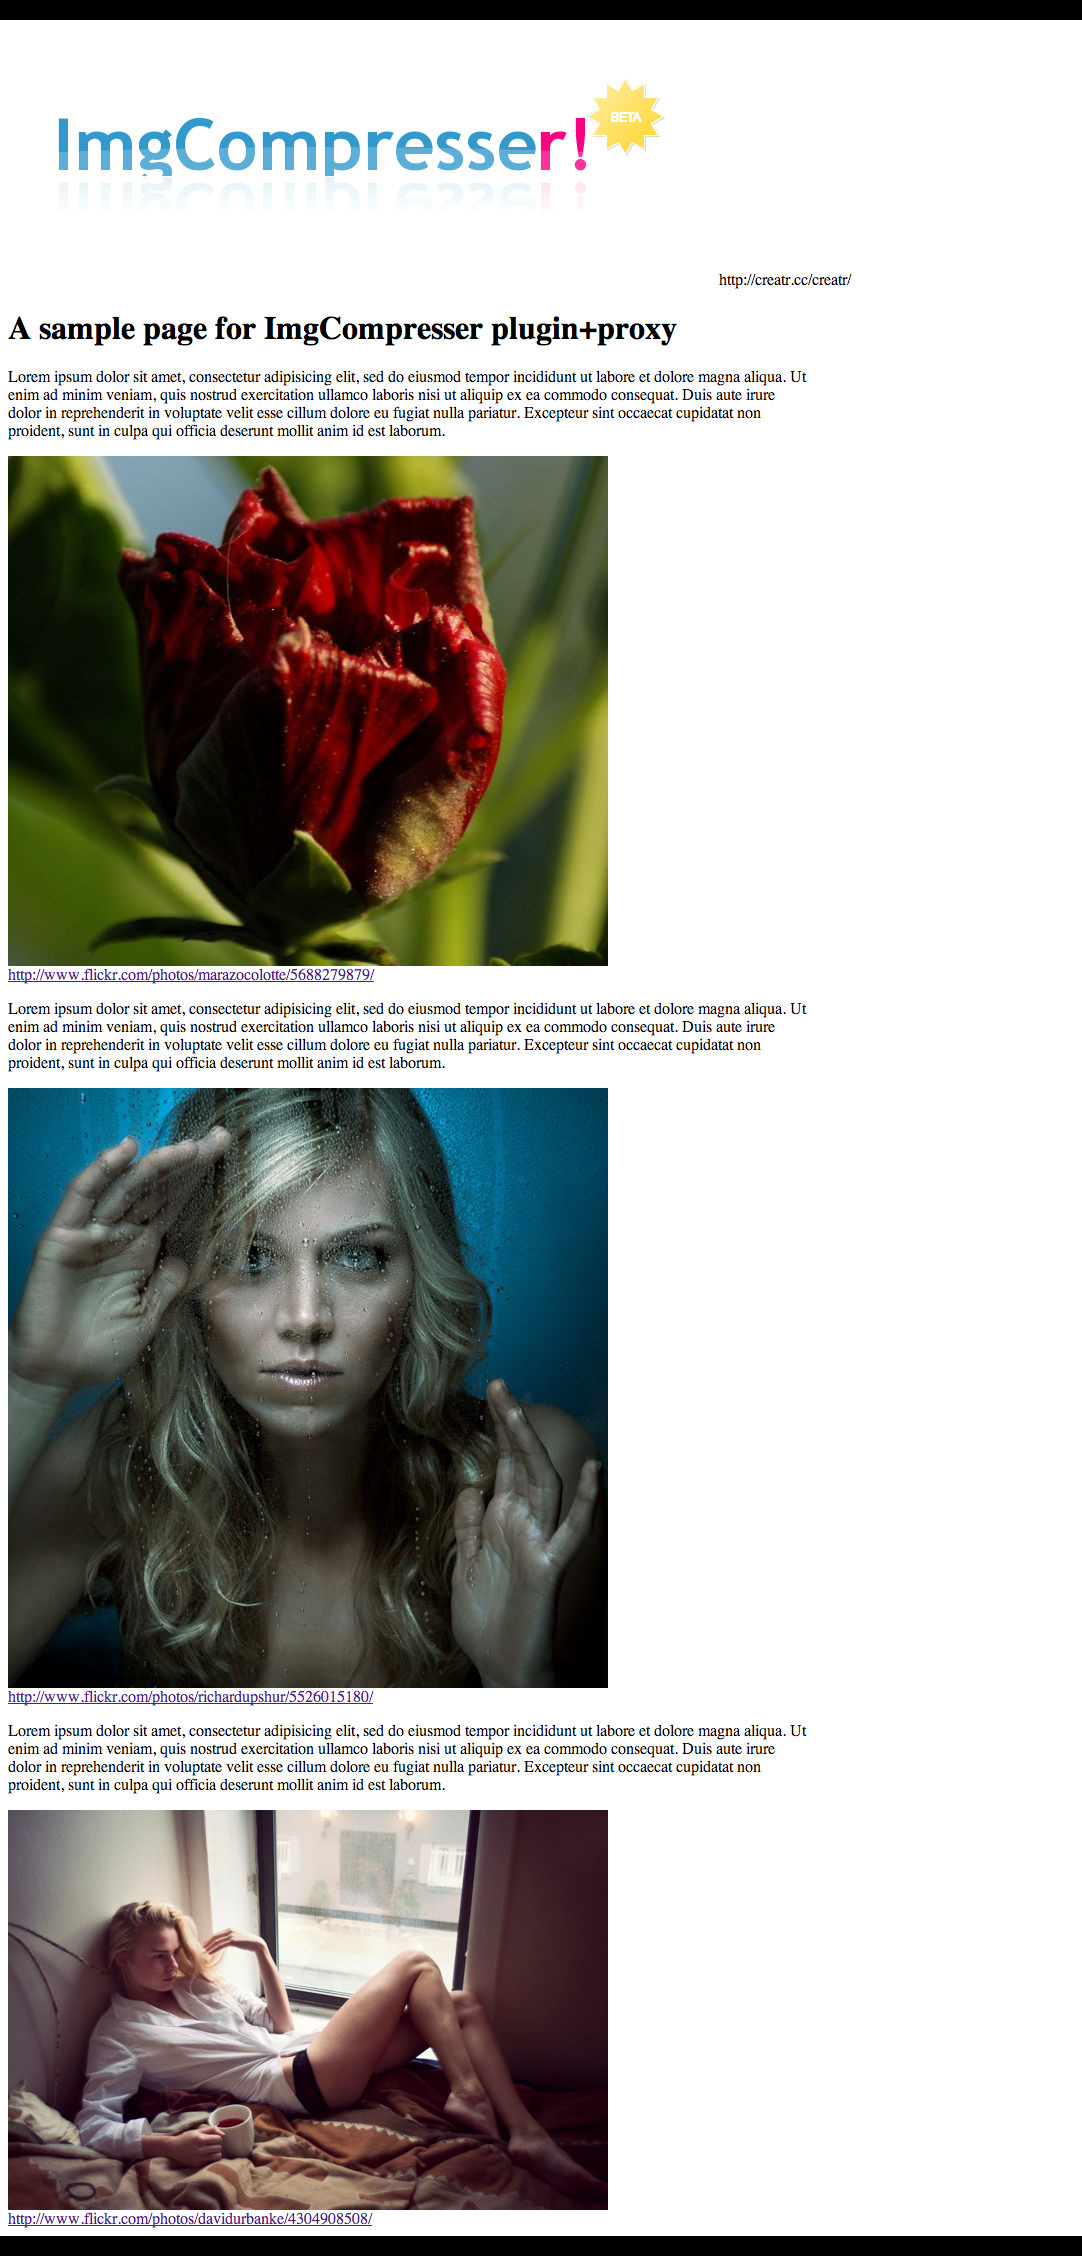 ImgCompresser!
BETA
http://creatr.cc/creatr/
A sample page for ImgCompresser plugin+proxy
Lorem ipsum dolor sit amet, consectetur adipisicing elit, sed do eiusmod tempor incididunt ut labore et dolore magna aliqua. Ut
enim ad minim veniam, quis nostrud exercitation ullamco laboris nisi ut aliquip ex ea commodo consequat. Duis aute irure
dolor in reprehenderit in voluptate velit esse cillum dolore eu fugiat nulla pariatur. Excepteur sint occaecat cupidatat non
proident, sunt in culpa qui officia deserunt mollit anim id est laborum.
http://www.flickr.com/photos/marazocolotte/5688279879/
Lorem ipsum dolor sit amet, consectetur adipisicing elit, sed do eiusmod tempor incididunt ut labore et dolore magna aliqua. Ut
enim ad minim veniam, quis nostrud exercitation ullamco laboris nisi ut aliquip ex ea commodo consequat. Duis aute irure
dolor in reprehenderit in voluptate velit esse cillum dolore eu fugiat nulla pariatur. Excepteur sint occaecat cupidatat non
proident, sunt in culpa qui officia deserunt mollit anim id est laborum.
http://www.flickr.com/photos/richardupshur/5526015180/
Lorem ipsum dolor sit amet, consectetur adipisicing elit, sed do eiusmod tempor incididunt ut labore et dolore magna aliqua. Ut
enim ad minim veniam, quis nostrud exercitation ullamco laboris nisi ut aliquip ex ea commodo consequat. Duis aute irure
dolor in reprehenderit in voluptate velit esse cillum dolore eu fugiat nulla pariatur. Excepteur sint occaecat cupidatat non
proident, sunt in culpa qui officia deserunt mollit anim id est laborum.
http://www.flickr.com/photos/davidurbanke/4304908508/